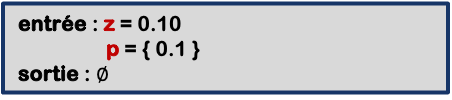 entrée : z = 0.10
p = { 0.1 }
sortie : ∅